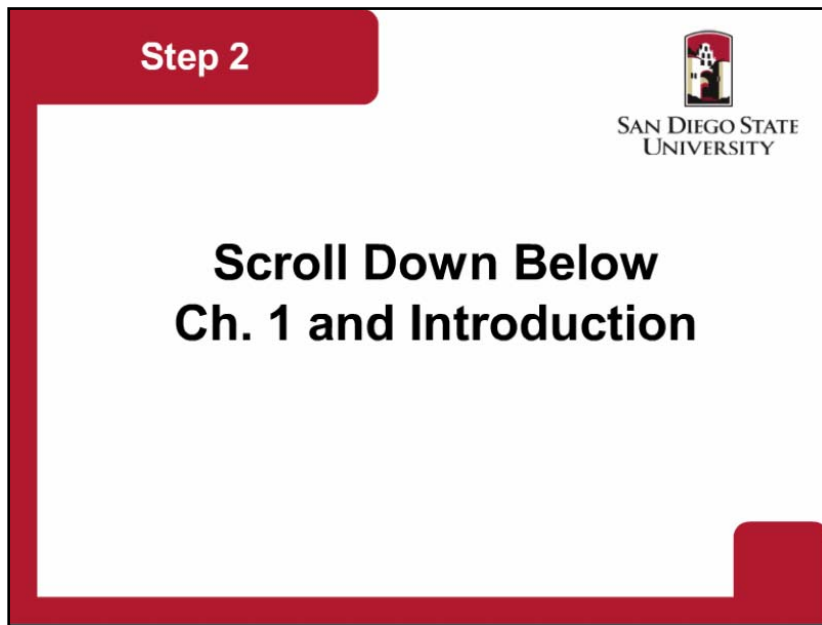 Step 2
SAN DIEGO STATE
UNIVERSITY
Scroll Down Below
Ch. 1 and Introduction